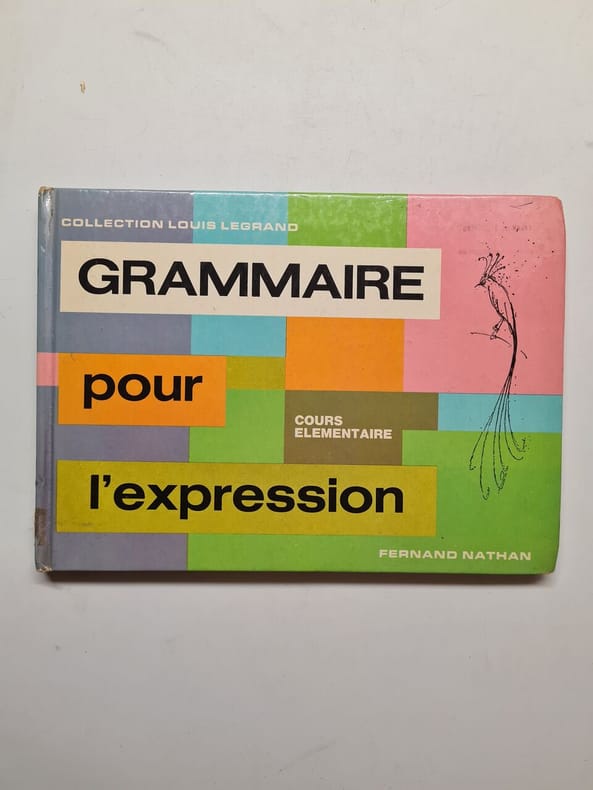 COLLECTION LOUIS LEGRAND
GRAMMAIRE
pour
COURS
ELEMENTAIRE
l'expression
FERNAND NATHAN